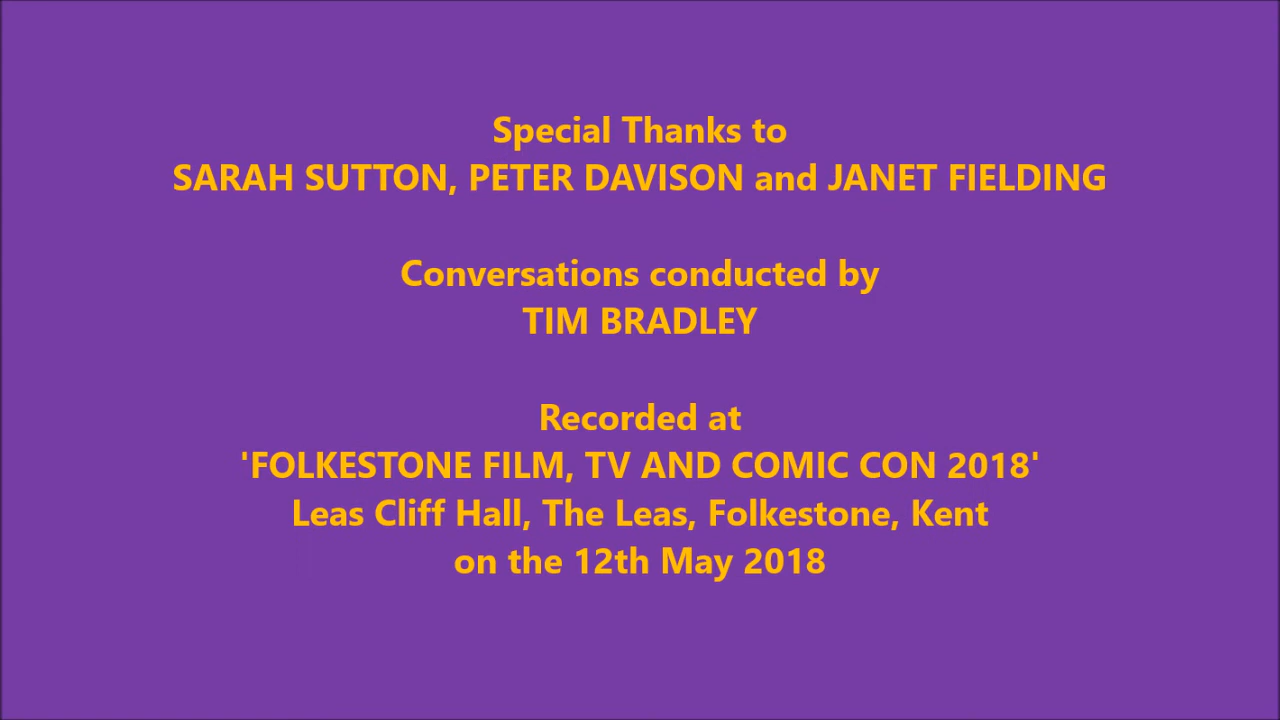 Special Thanks to
SARAH SUTTON, PETER DAVISON and JANET FIELDING
Conversations conducted by
TIM BRADLEY
Recorded at
'FOLKESTONE FILM, TV AND COMIC CON 2018'
Leas Cliff Hall, The Leas, Folkestone, Kent
on the 12th May 2018